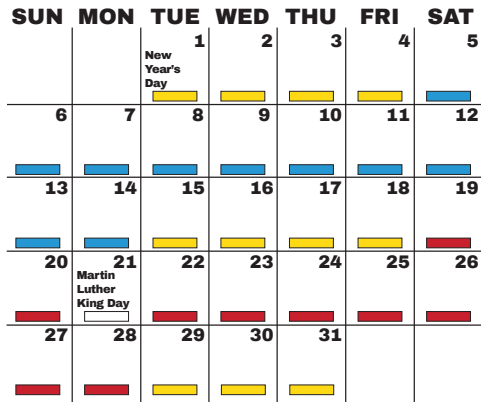 SUN MON TUE WED THU FRI SAT
1 2 3 4 5
New
Year's
Day
6 7 8 9 10 11 12
13 14 15 16 17 18 19
20 21 22 23 24 25 26
Martin
Luther
King Day
27 28 29 30 31